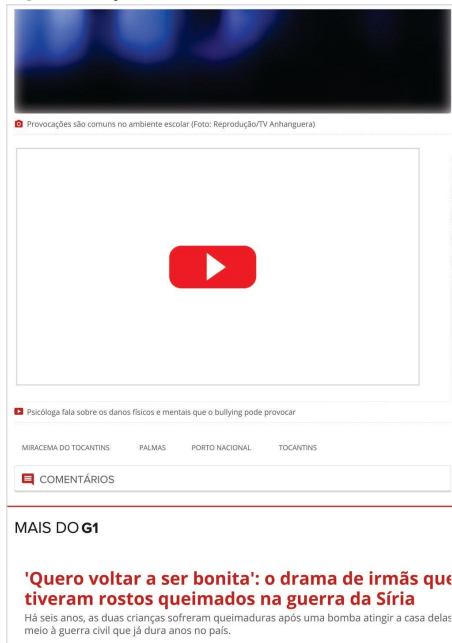 Provocações são comuns no ambiente escolar (Foto: Reprodução/TV Anhanguera)
Psicóloga fala sobre os danos físicos e mentais que o bullying pode provocar
MIRACEMA DO TOCANTINS PALMAS PORTO NACIONAL TOCANTINS
COMENTÁRIOS
MAIS DO G1
'Quero voltar a ser bonita': o drama de irmãs que
tiveram rostos queimados na guerra da Síria
Há seis anos, as duas crianças sofreram queimaduras após uma bomba atingir a casa delas
meio à guerra civil que já dura anos no país.